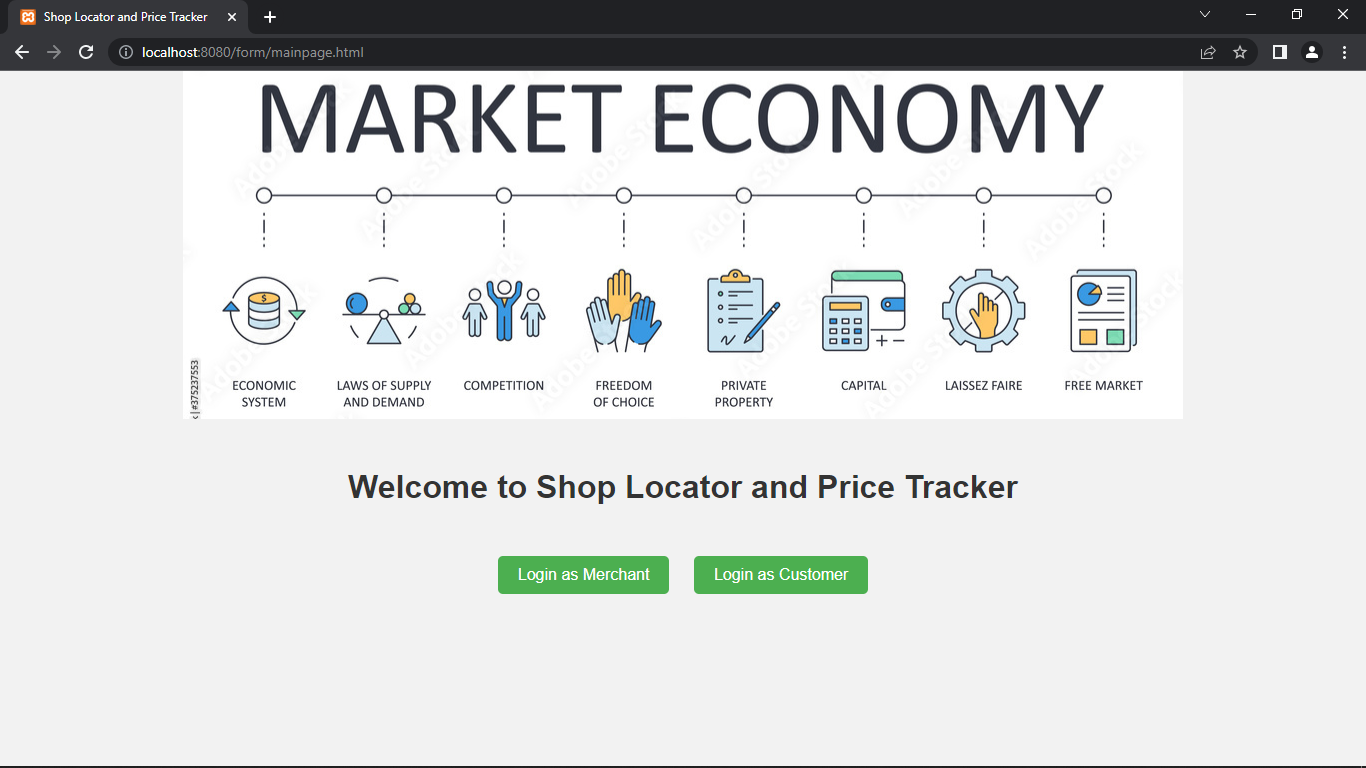 Shop Locator and Price Tracker
localhost:8080/form/mainpage.html
MARKET ECONOMY
$
ECONOMIC
SYSTEM
LAWS OF SUPPLY
AND DEMAND
COMPETITION
FREEDOM
OF CHOICE
PRIVATE
PROPERTY
CAPITAL
LAISSEZ FAIRE
FREE MARKET
#375237553
Adobe Stock
Welcome to Shop Locator and Price Tracker
Login as Merchant
Login as Customer